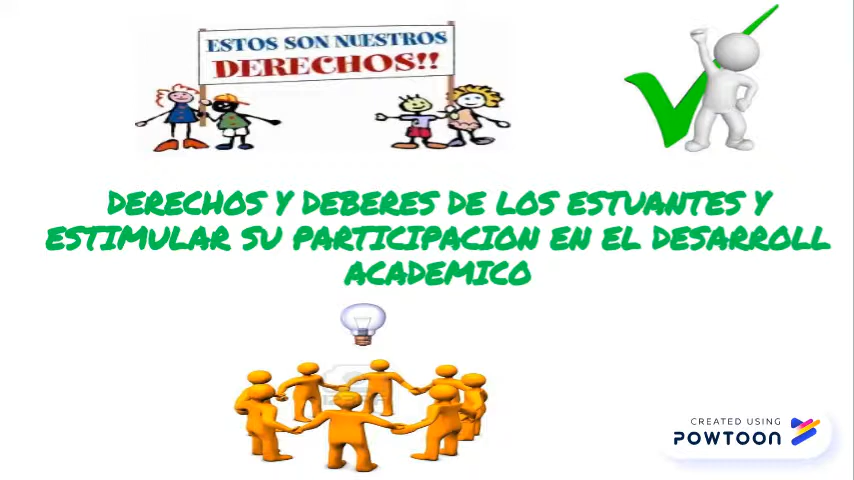 ESTOS SON NUESTROS
DERECHOS!!
DERECHOS Y DEBERES DE LOS ESTUANTES Y
ESTIMULAR SU PARTICIPACION EN EL DESARROLL
ACADEMICO
CREATED USING
POWTOON